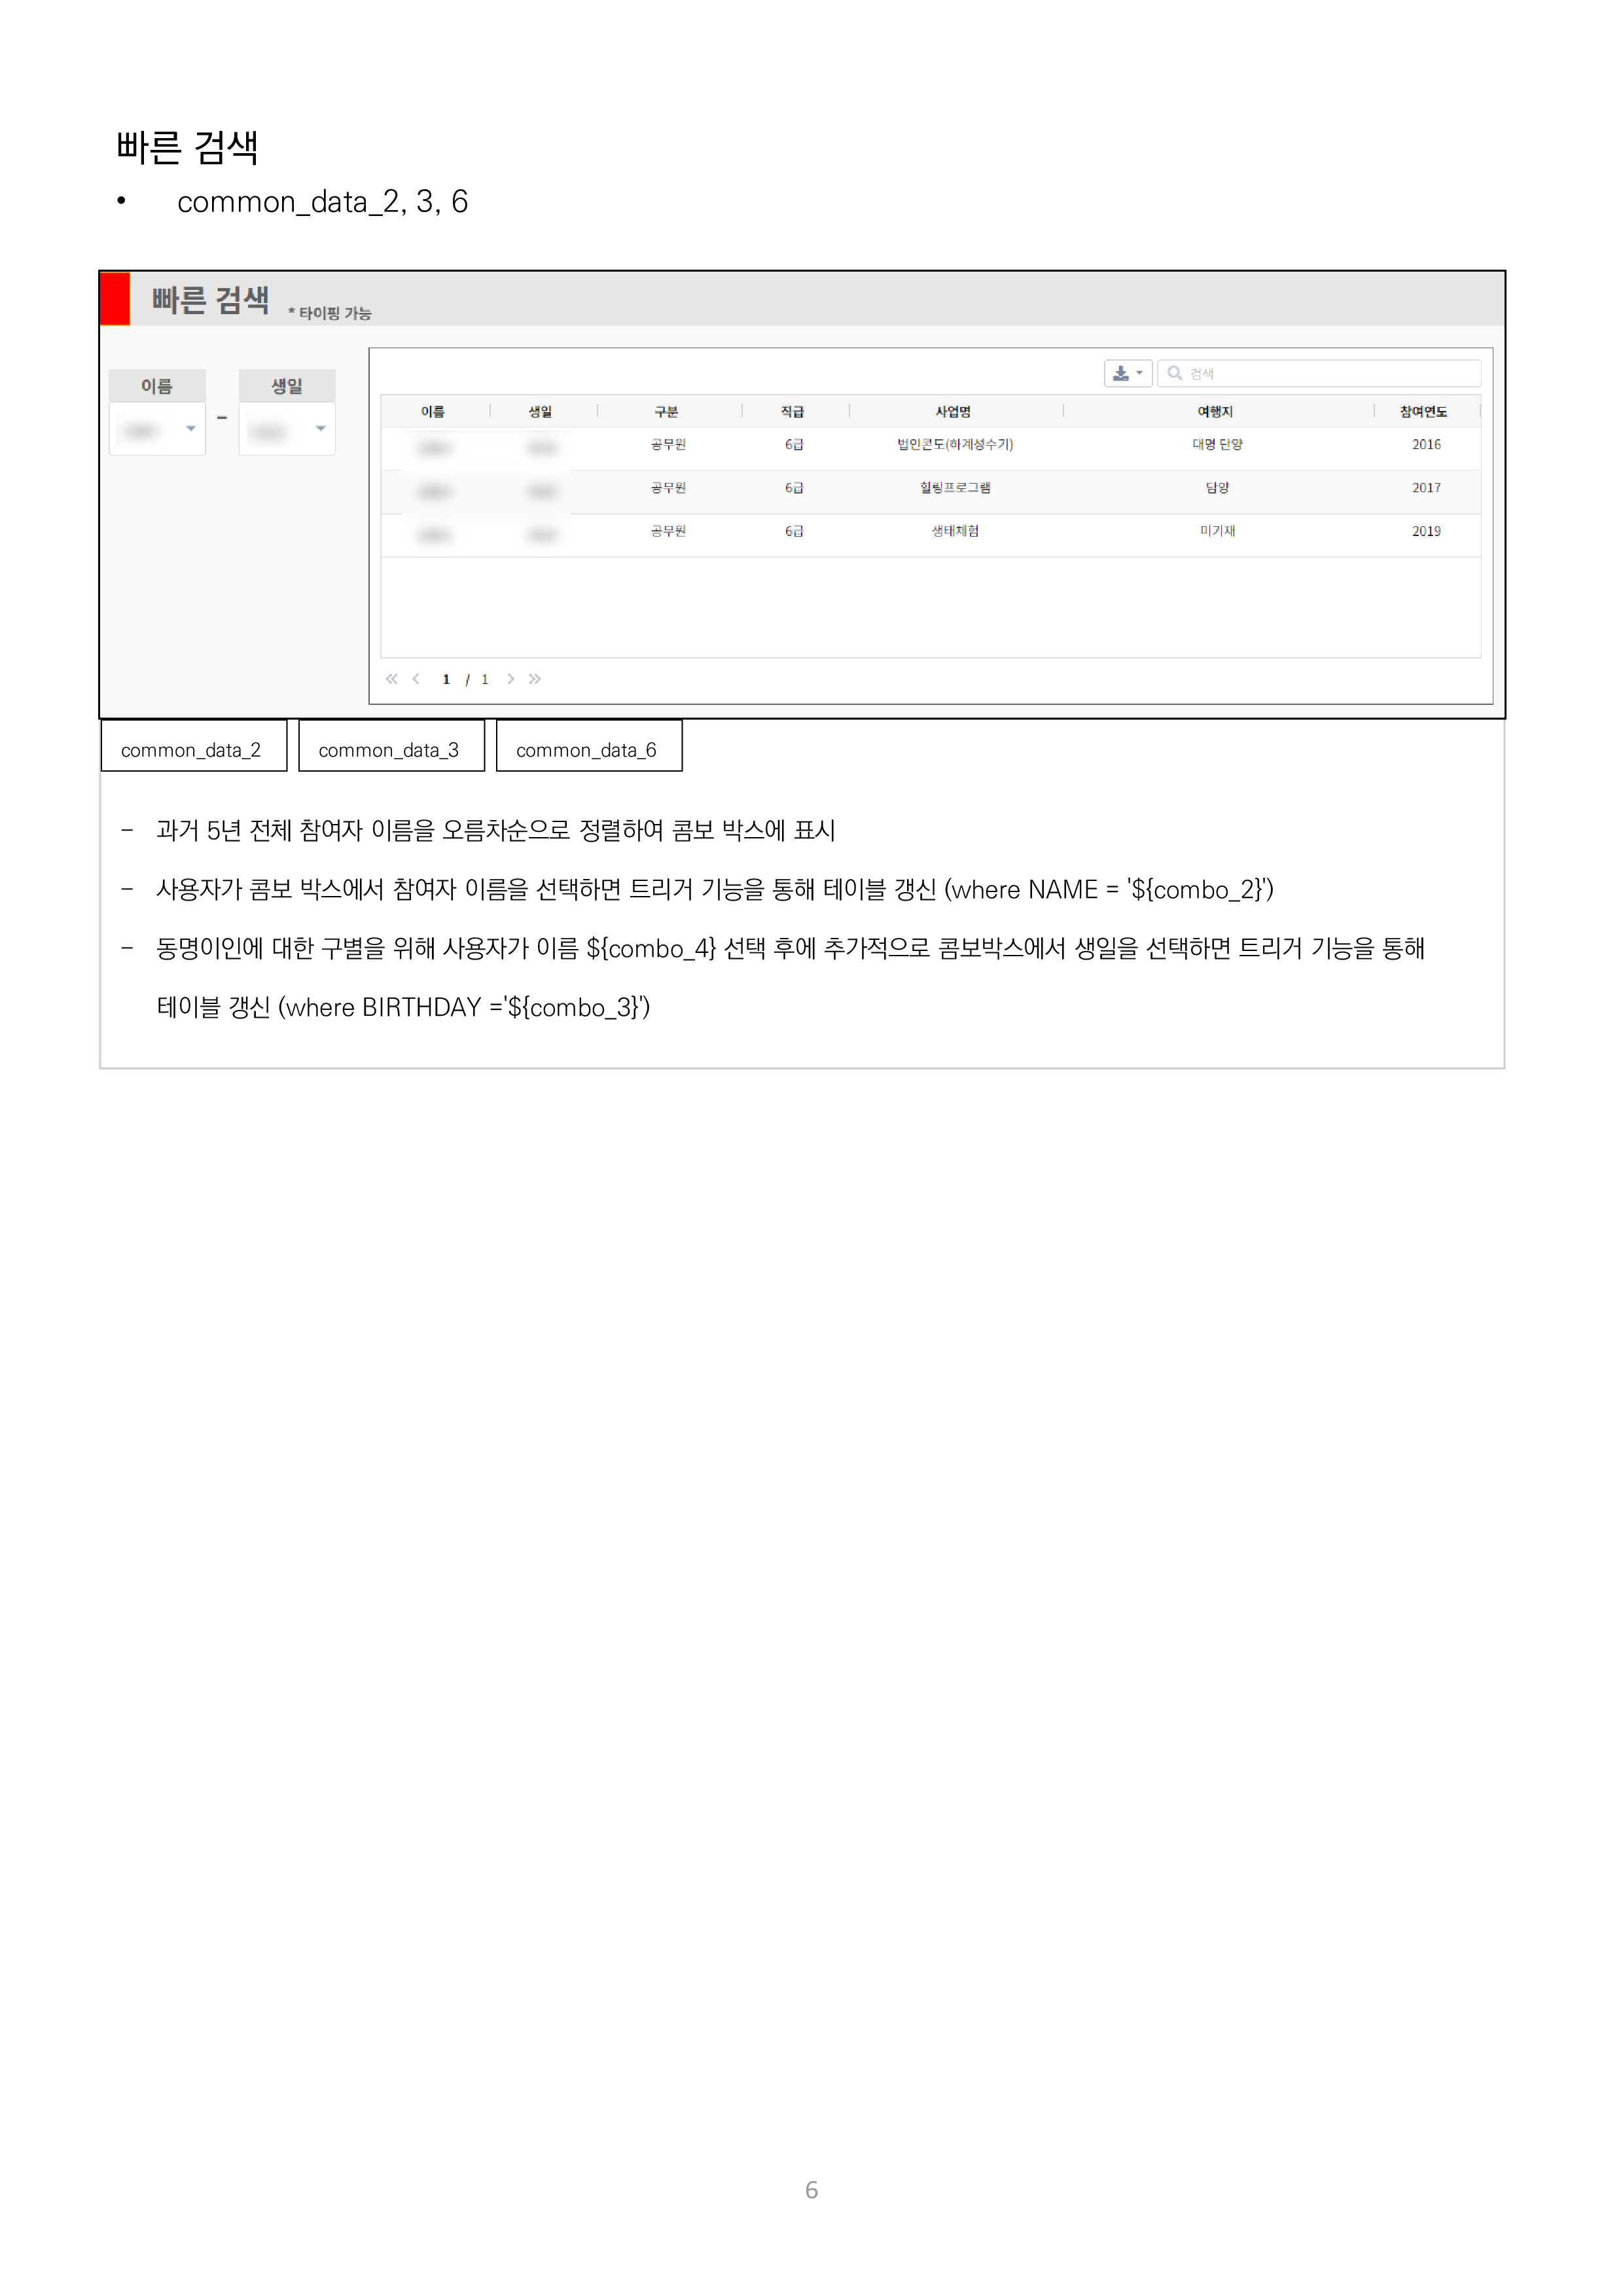 빠른 검색
• common_data_2, 3, 6
빠른 검색 * 타이핑 가능
이름 - 생일
검색
이름 생일 구분 직급 사업명 여행지 참여연도
공무원 6급 법인콘도(하계성수기) 대명 단양 2016
공무원 6급 힐링프로그램 담양 2017
공무원 6급 생태체험 미기재 2019
1 / 1
common_data_2 common_data_3 common_data_6
- 과거 5년 전체 참여자 이름을 오름차순으로 정렬하여 콤보 박스에 표시
- 사용자가 콤보 박스에서 참여자 이름을 선택하면 트리거 기능을 통해 테이블 갱신 (where NAME = '${combo_2}')
- 동명이인에 대한 구별을 위해 사용자가 이름 ${combo_4} 선택 후에 추가적으로 콤보박스에서 생일을 선택하면 트리거 기능을 통해
테이블 갱신 (where BIRTHDAY ='${combo_3}')
6